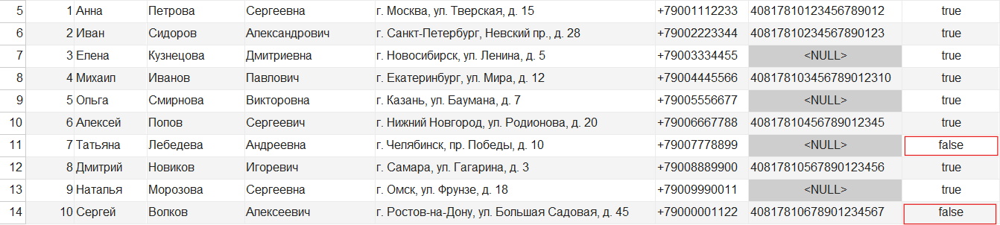 5 1 Анна Петрова Сергеевна г. Москва, ул. Тверская, д. 15 +79001112233 40817810123456789012 true
6 2 Иван Сидоров Александрович г. Санкт-Петербург, Невский пр., д. 28 +79002223344 40817810234567890123 true
7 3 Елена Кузнецова Дмитриевна г. Новосибирск, ул. Ленина, д. 5 +79003334455 <NULL> true
8 4 Михаил Иванов Павлович г. Екатеринбург, ул. Мира, д. 12 +79004445566 408178103456789012310 true
9 5 Ольга Смирнова Викторовна г. Казань, ул. Баумана, д. 7 +79005556677 <NULL> true
10 6 Алексей Попов Сергеевич г. Нижний Новгород, ул. Родионова, д. 20 +79006667788 40817810456789012345 true
11 7 Татьяна Лебедева Андреевна г. Челябинск, пр. Победы, д. 10 +79007778899 <NULL> false
12 8 Дмитрий Новиков Игоревич г. Самара, ул. Гагарина, д. 3 +79008889900 40817810567890123456 true
13 9 Наталья Морозова Сергеевна г. Омск, ул. Фрунзе, д. 18 +79009990011 <NULL> true
14 10 Сергей Волков Алексеевич г. Ростов-на-Дону, ул. Большая Садовая, д. 45 +79000001122 40817810678901234567 false